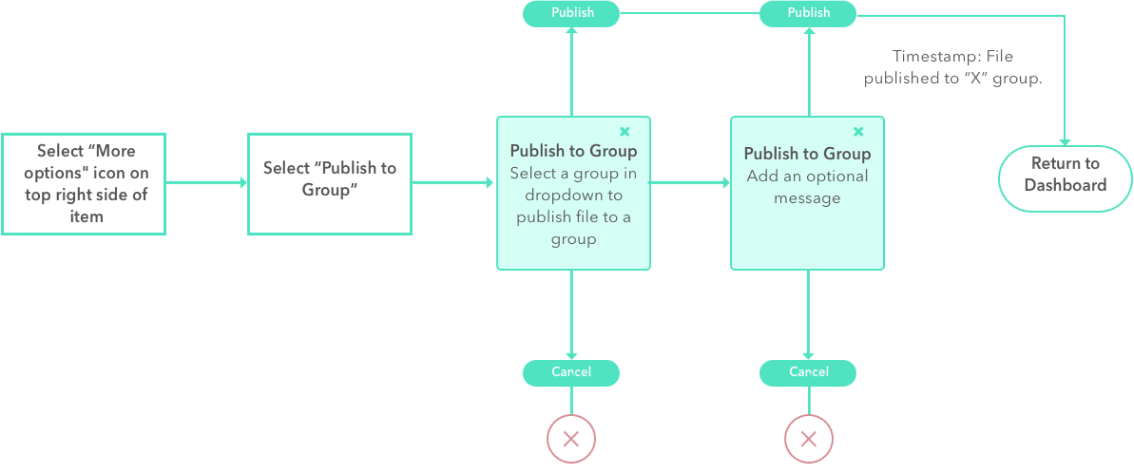 Publish
Publish
Timestamp: File
published to “X” group.
Select “More
options" icon on
top right side of
item
Select “Publish to
Group”
Publish to Group
Select a group in
dropdown to
publish file to a
group
Publish to Group
Add an optional
message
Return to
Dashboard
Cancel
Cancel